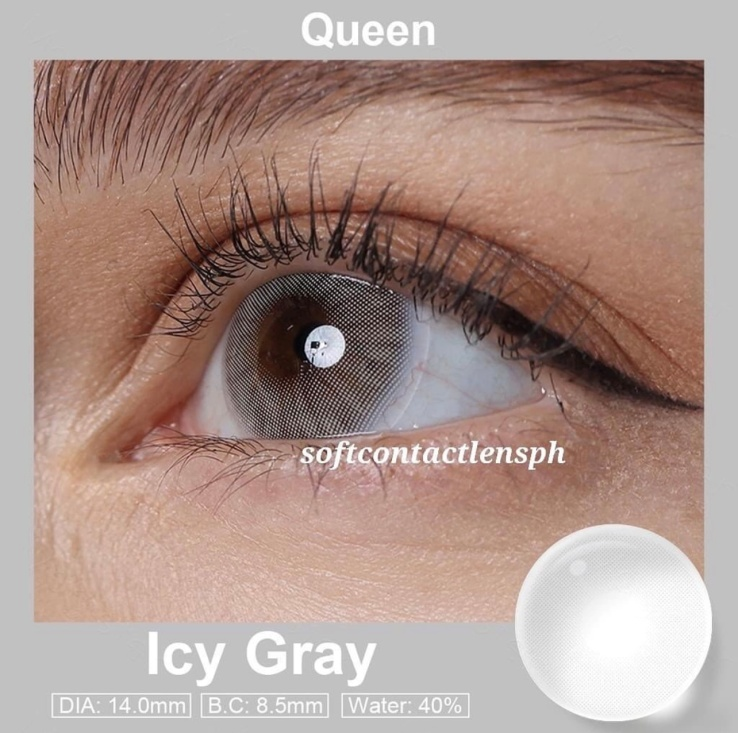 Queen
softcontactlensph
Icy Gray
DIA: 14.0mm B.C: 8.5mm Water: 40%